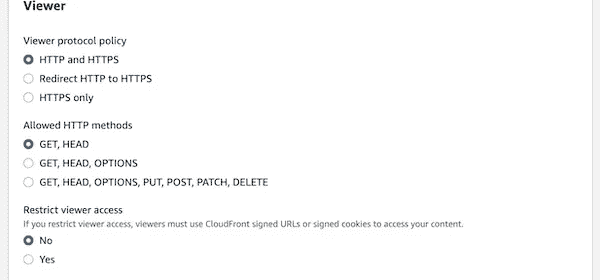 Viewer
Viewer protocol policy
HTTP and HTTPS
Redirect HTTP to HTTPS
HTTPS only
Allowed HTTP methods
GET, HEAD
GET, HEAD, OPTIONS
GET, HEAD, OPTIONS, PUT, POST, PATCH, DELETE
Restrict viewer access
If you restrict viewer access, viewers must use CloudFront signed URLs or signed cookies to access your content.
No
Yes